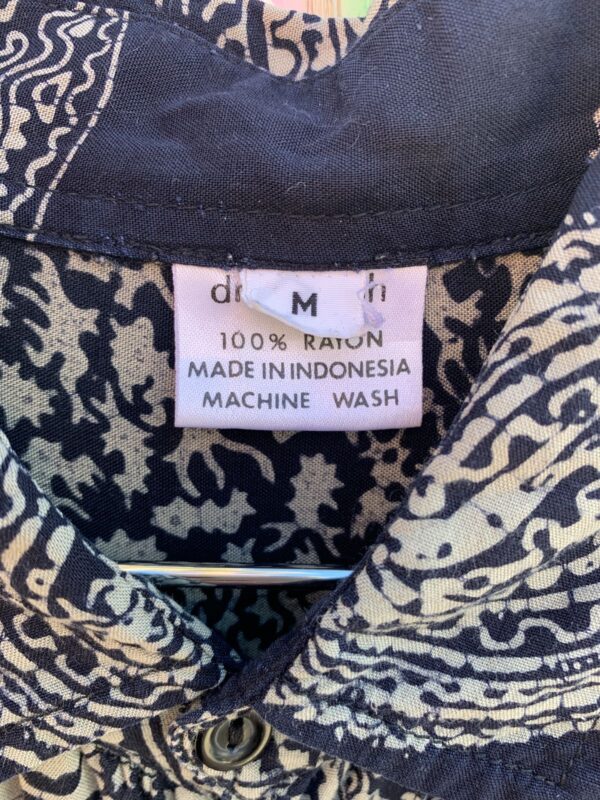 M
100% RAYON
MADE IN INDONESIA
MACHINE WASH